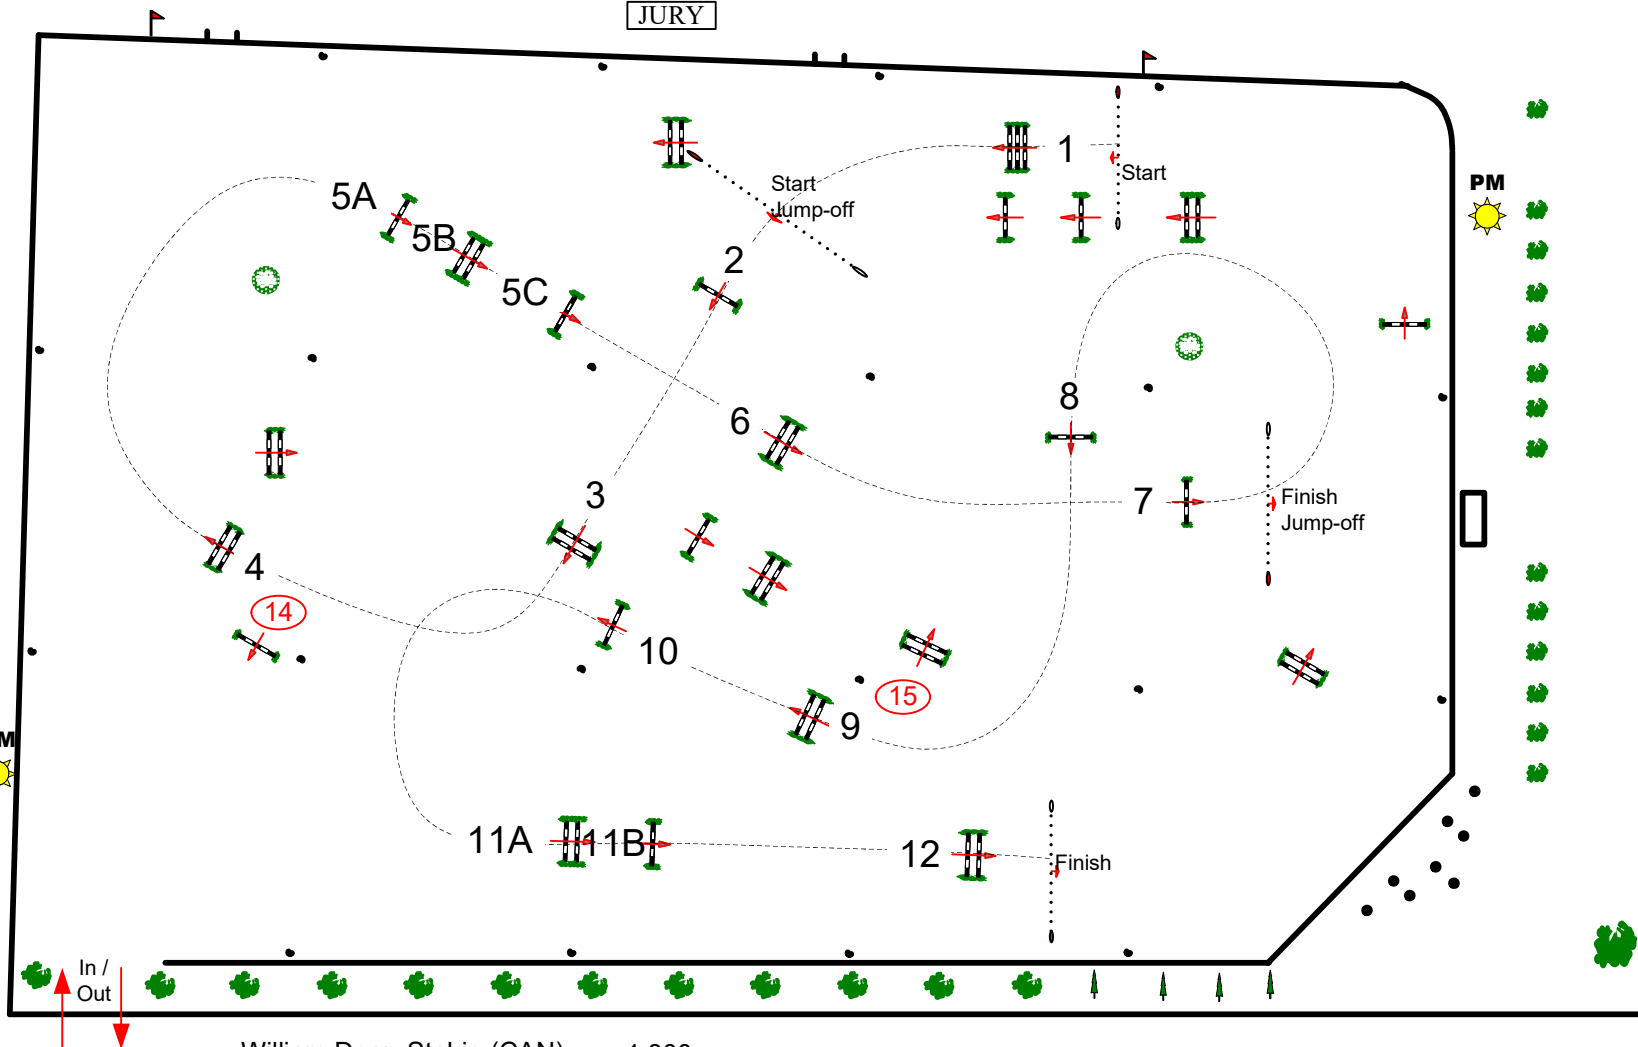 JURY
1
Start
5A
Start
Jump-off
PM
5B
2
5C
8
6
3
7
Finish
Jump-off
4
14
10
15
9
11A
11B
12
Finish
In /
Out